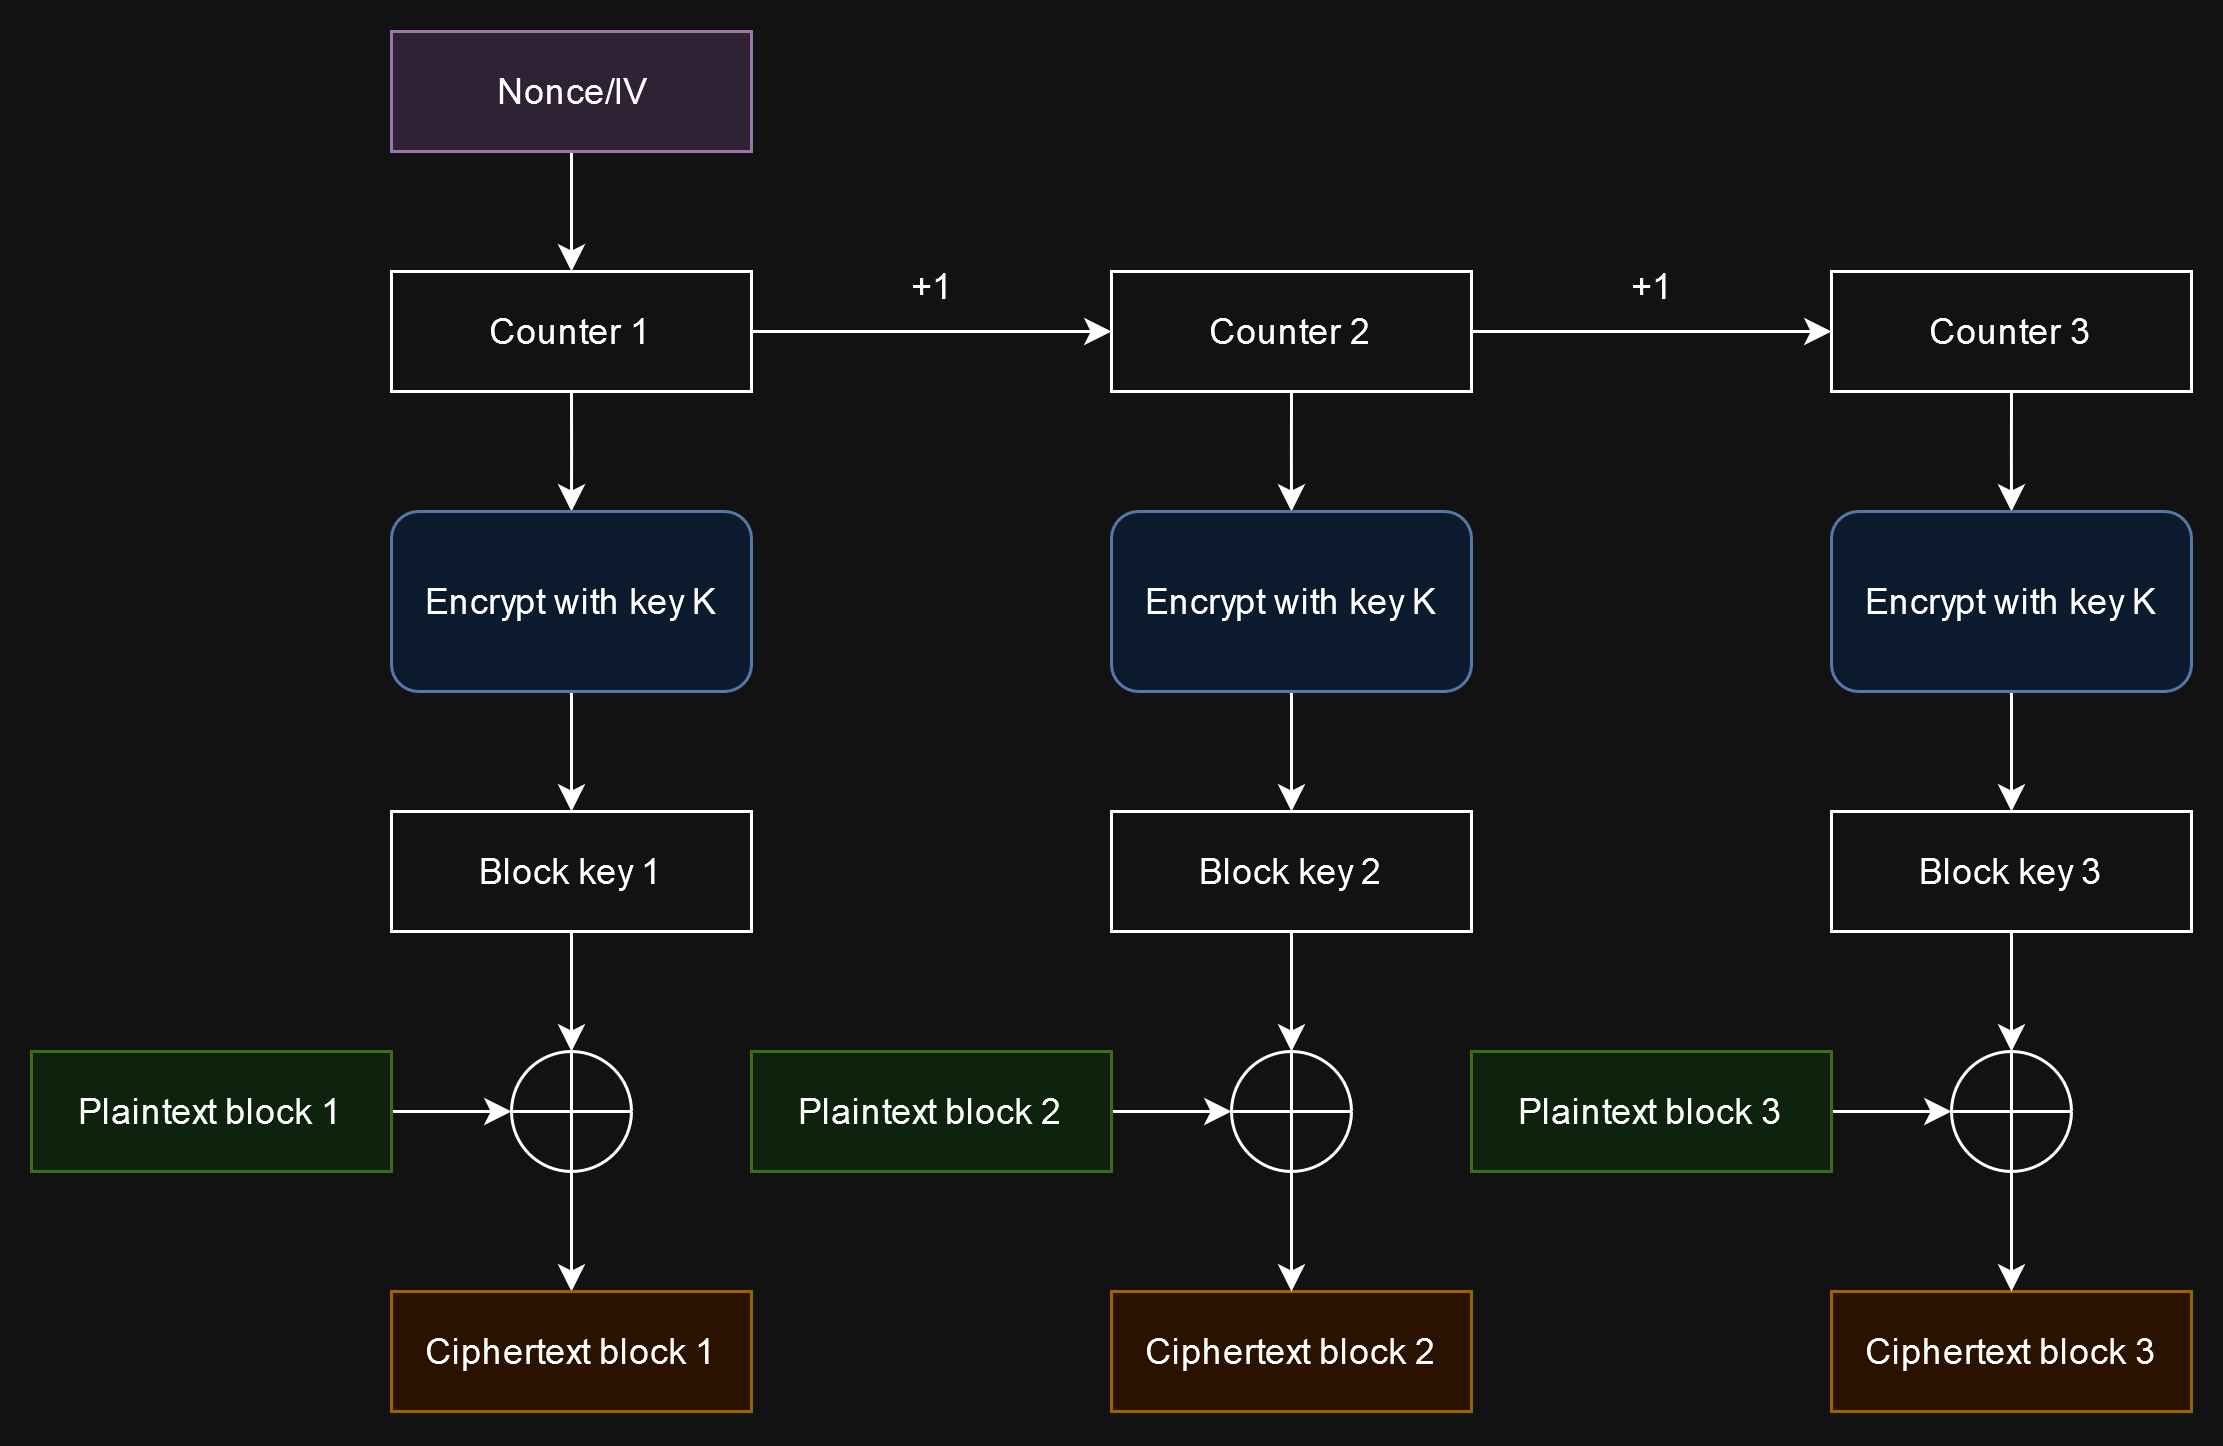 Nonce/IV
Counter 1
+1
Counter 2
+1
Counter 3
Encrypt with key K
Encrypt with key K
Encrypt with key K
Block key 1
Block key 2
Block key 3
Plaintext block 1
Plaintext block 2
Plaintext block 3
Ciphertext block 1
Ciphertext block 2
Ciphertext block 3